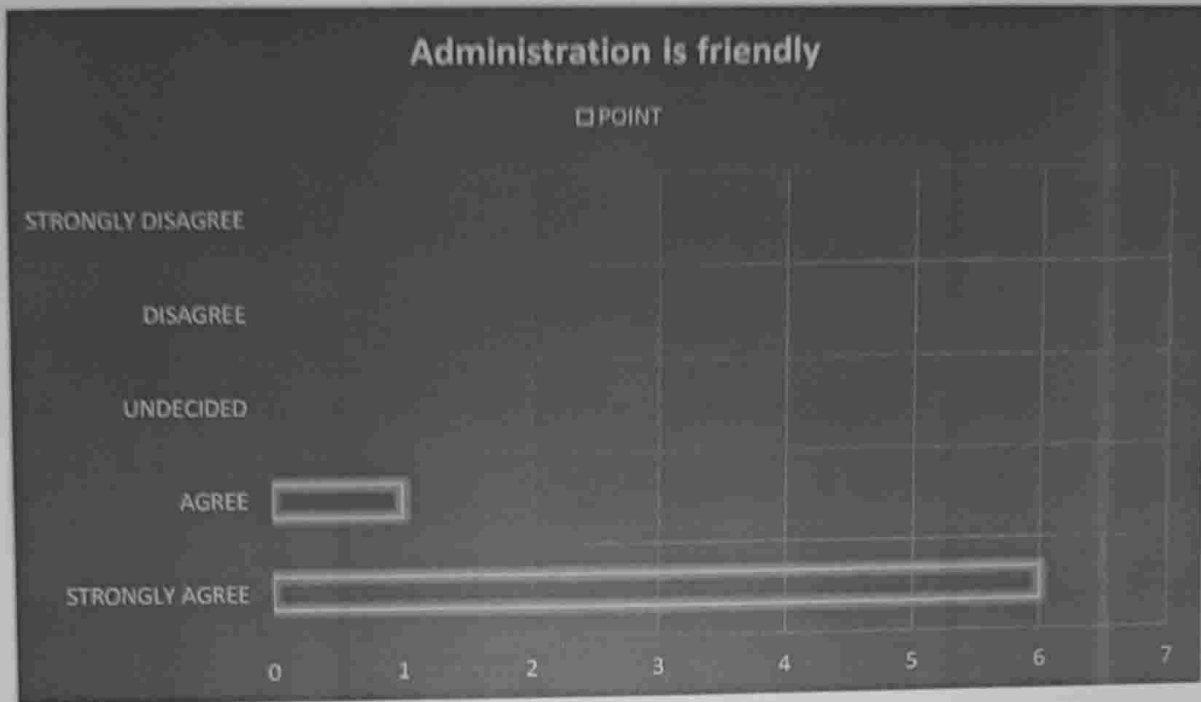 Administration is friendly
POINT
STRONGLY DISAGREE
DISAGREE
UNDECIDED
AGREE
STRONGLY AGREE
0 1 2 3 4 5 6 7